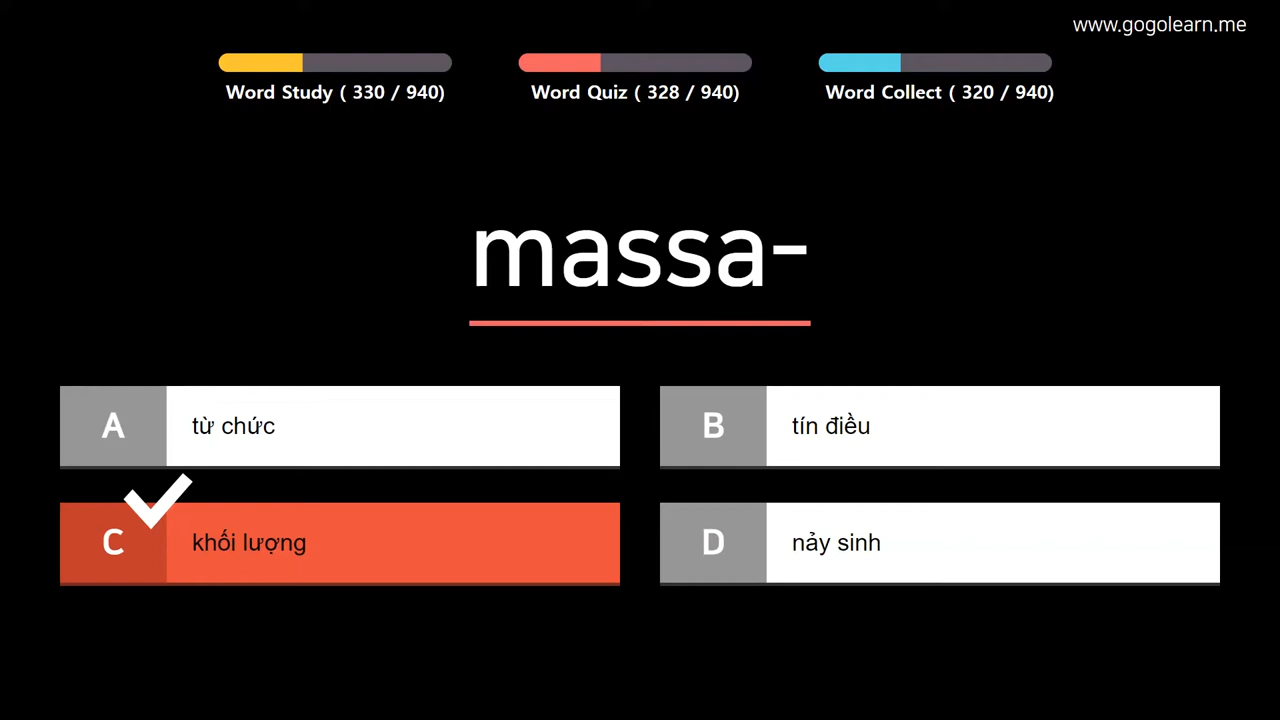 www.gogolearn.me
Word Study ( 330 / 940)
Word Quiz ( 328 / 940)
Word Collect ( 320 / 940)
massa-
A từ chức
B tín điều
C khối lượng
D nảy sinh